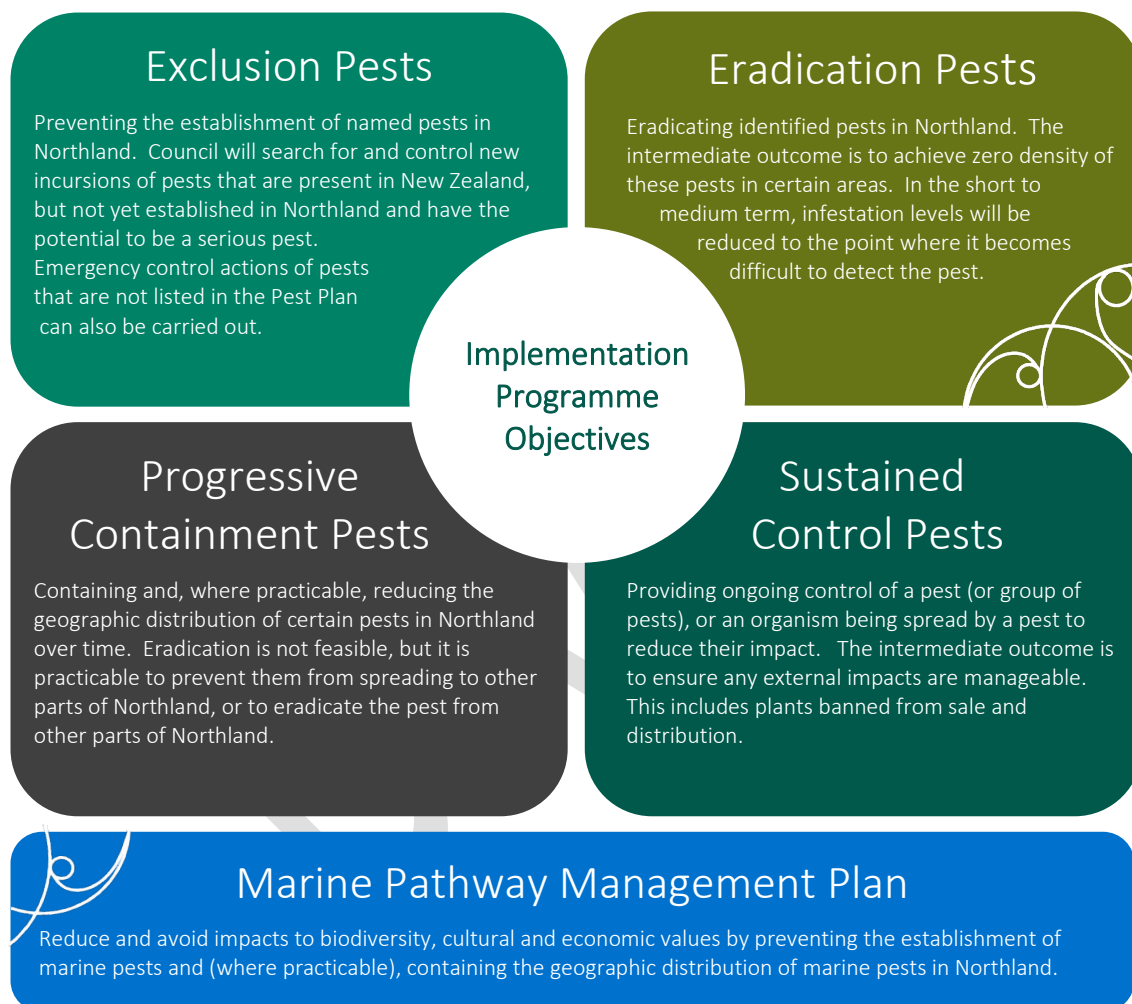 Exclusion Pests
Preventing the establishment of named pests in
Northland. Council will search for and control new
incursions of pests that are present in New Zealand,
but not yet established in Northland and have the
potential to be a serious pest.
Emergency control actions of pests
that are not listed in the Pest Plan
can also be carried out.
Eradication Pests
Eradicating identified pests in Northland. The
intermediate outcome is to achieve zero density of
these pests in certain areas. In the short to
medium term, infestation levels will be
reduced to the point where it becomes
difficult to detect the pest.
Implementation
Programme
Objectives
Progressive
Containment Pests
Containing and, where practicable, reducing the
geographic distribution of certain pests in Northland
over time. Eradication is not feasible, but it is
practicable to prevent them from spreading to other
parts of Northland, or to eradicate the pest from
other parts of Northland.
Sustained
Control Pests
Providing ongoing control of a pest (or group of
pests), or an organism being spread by a pest to
reduce their impact. The intermediate outcome is
to ensure any external impacts are manageable.
This includes plants banned from sale and
distribution.
Marine Pathway Management Plan
Reduce and avoid impacts to biodiversity, cultural and economic values by preventing the establishment of
marine pests and (where practicable), containing the geographic distribution of marine pests in Northland.